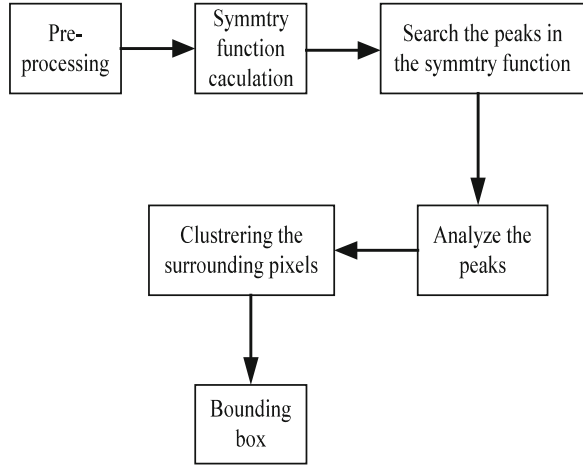 Pre-
processing
Symmtry
function
caculation
Search the peaks in
the symmtry function
Analyze the
peaks
Clustrering the
surrounding pixels
Bounding
box